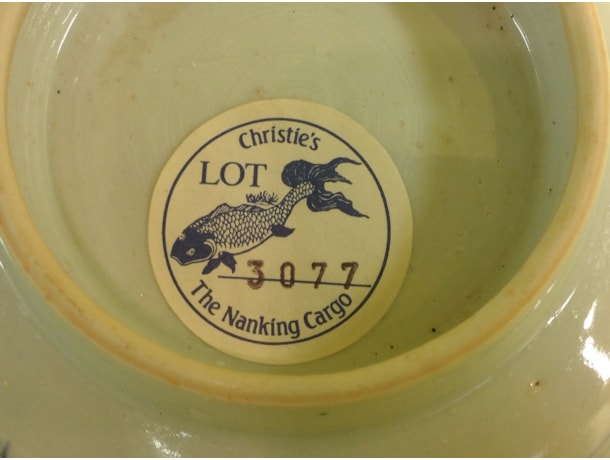 Christie's
LOT
3077
The Nanking Cargo